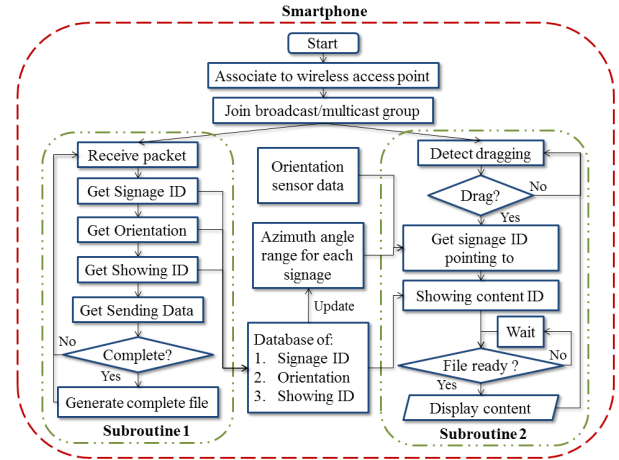 Smartphone
Start
Associate to wireless access point
Join broadcast/multicast group
Receive packet
Get Signage ID
Get Orientation
Get Showing ID
Get Sending Data
No
Complete?
Yes
Generate complete file
Subroutine 1
Orientation
sensor data
Azimuth angle
range for each
signage
Update
Database of:
1. Signage ID
2. Orientation
3. Showing ID
Detect dragging
Drag?
No
Yes
Get signage ID
pointing to
Showing content ID
Wait
File ready ?
No
Yes
Display content
Subroutine 2